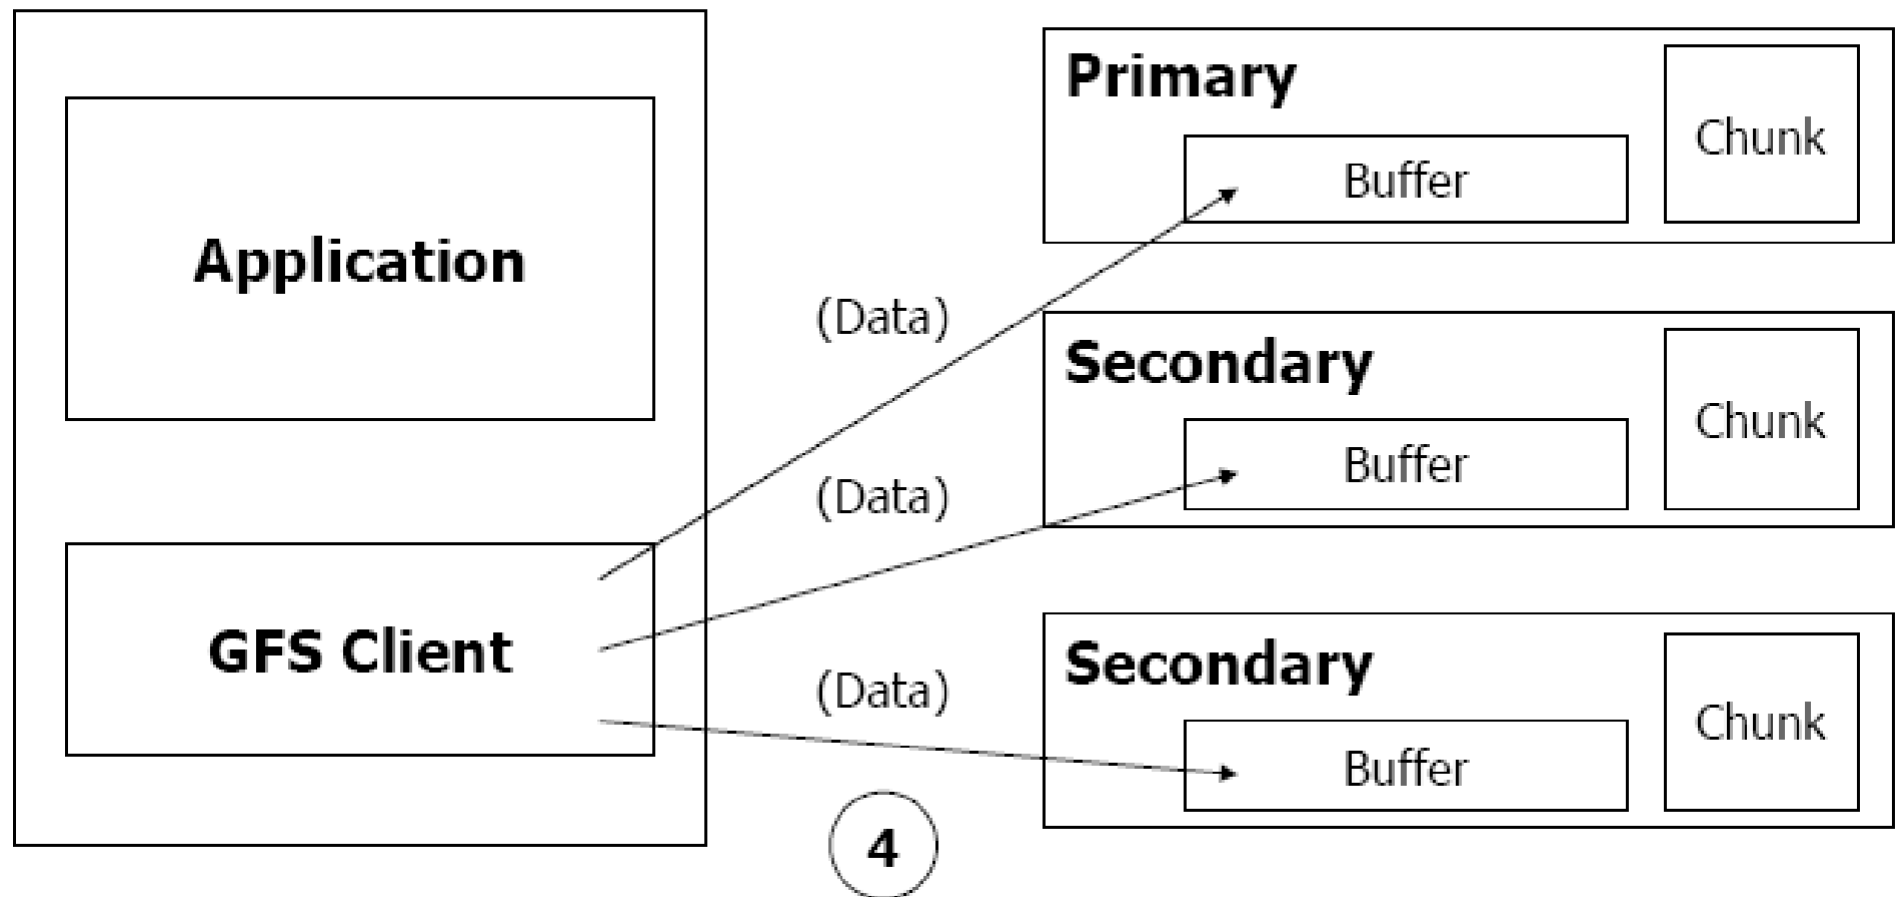 Application
GFS Client
(Data)
(Data)
(Data)
4
Primary
Buffer
Chunk
Secondary
Buffer
Chunk
Secondary
Buffer
Chunk